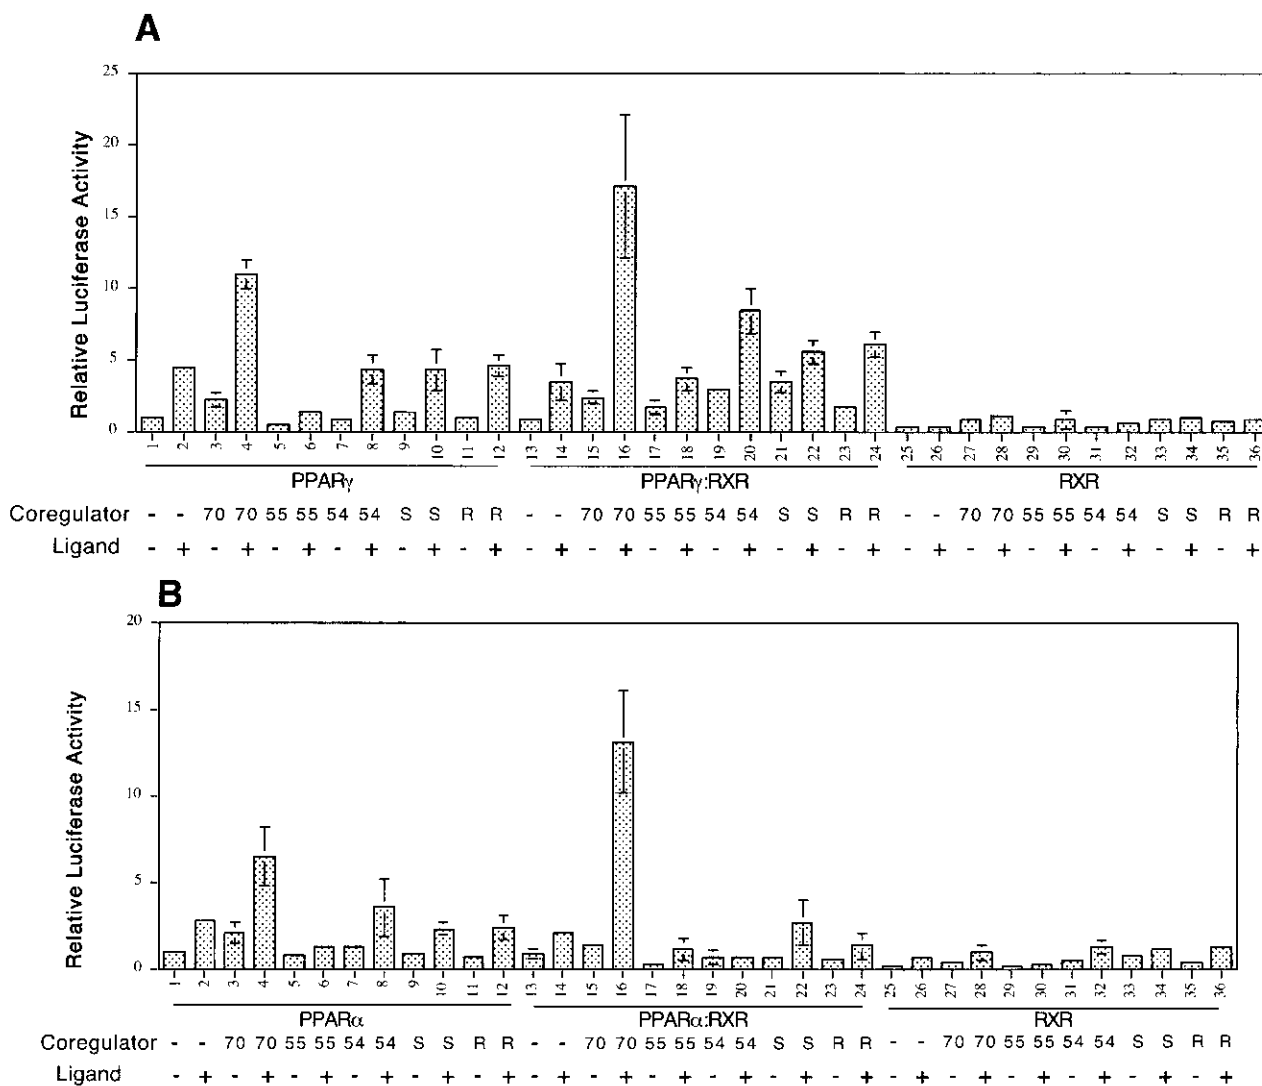 A
Relative Luciferase Activity
25
20
15
10
5
0
1 2 3 4 5 6 7 8 9 10 11 12 13 14 15 16 17 18 19 20 21 22 23 24 25 26 27 28 29 30 31 32 33 34 35 36
PPARγ PPARγ:RXR RXR
Coregulator - - 70 70 55 55 54 54 S S R R - - 70 70 55 55 54 54 S S R R - - 70 70 55 55 54 54 S S R R
Ligand - + - + - + - + - + - + - + - + - + - + - + - + - + - + - + - + - + - +
B
Relative Luciferase Activity
20
15
10
5
0
1 2 3 4 5 6 7 8 9 10 11 12 13 14 15 16 17 18 19 20 21 22 23 24 25 26 27 28 29 30 31 32 33 34 35 36
PPARα PPARα:RXR RXR
Coregulator - - 70 70 55 55 54 54 S S R R - - 70 70 55 55 54 54 S S R R - - 70 70 55 55 54 54 S S R R
Ligand - + - + - + - + - + - + - + - + - + - + - + - + - + - + - + - + - + - +